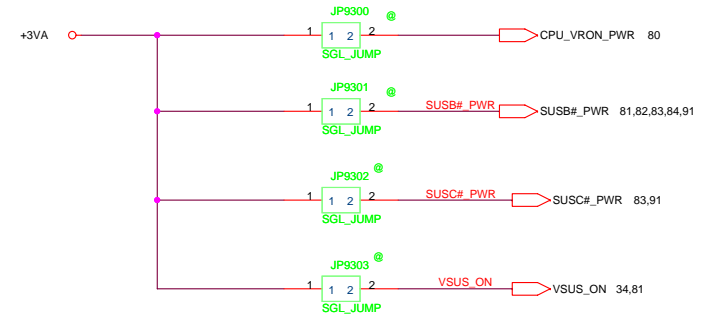 JP9300 @
+3VA 1 1 2 2 CPU_VRON_PWR 80
SGL_JUMP
JP9301 @
1 1 2 2 SUSB#_PWR SUSB#_PWR 81,82,83,84,91
SGL_JUMP
JP9302 @
1 1 2 2 SUSC#_PWR SUSC#_PWR 83,91
SGL_JUMP
JP9303 @
1 1 2 2 VSUS_ON VSUS_ON 34,81
SGL_JUMP